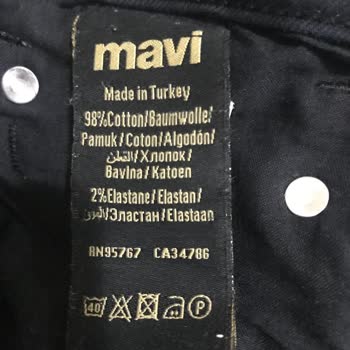 mavi
Made in Turkey
98%Cotton/Baumwolle/
Pamuk/Coton/Algodón/
القطن/Хлопок/
Bavlna/Katoen
2%Elastane/Elastan/
/Эластан/Elastaan
RN95767 CA34786
40 P